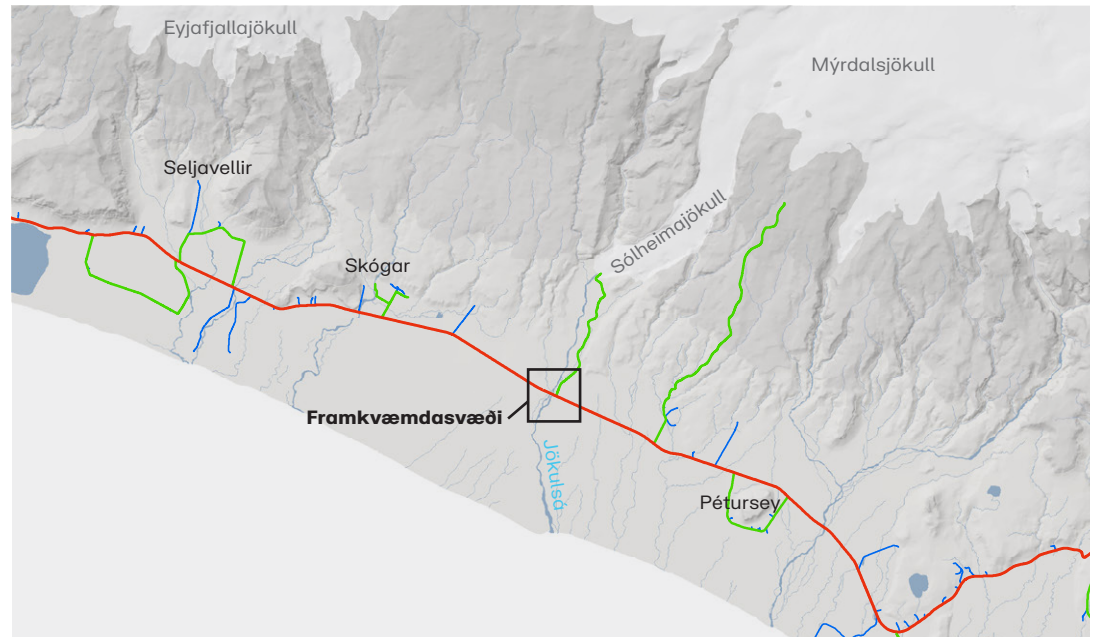 Eyjafjallajökull
Mýrdalsjökull
Seljavellir
Sólheimajökull
Skógar
Framkvæmdasvæði
Jökulsá
Pétursey